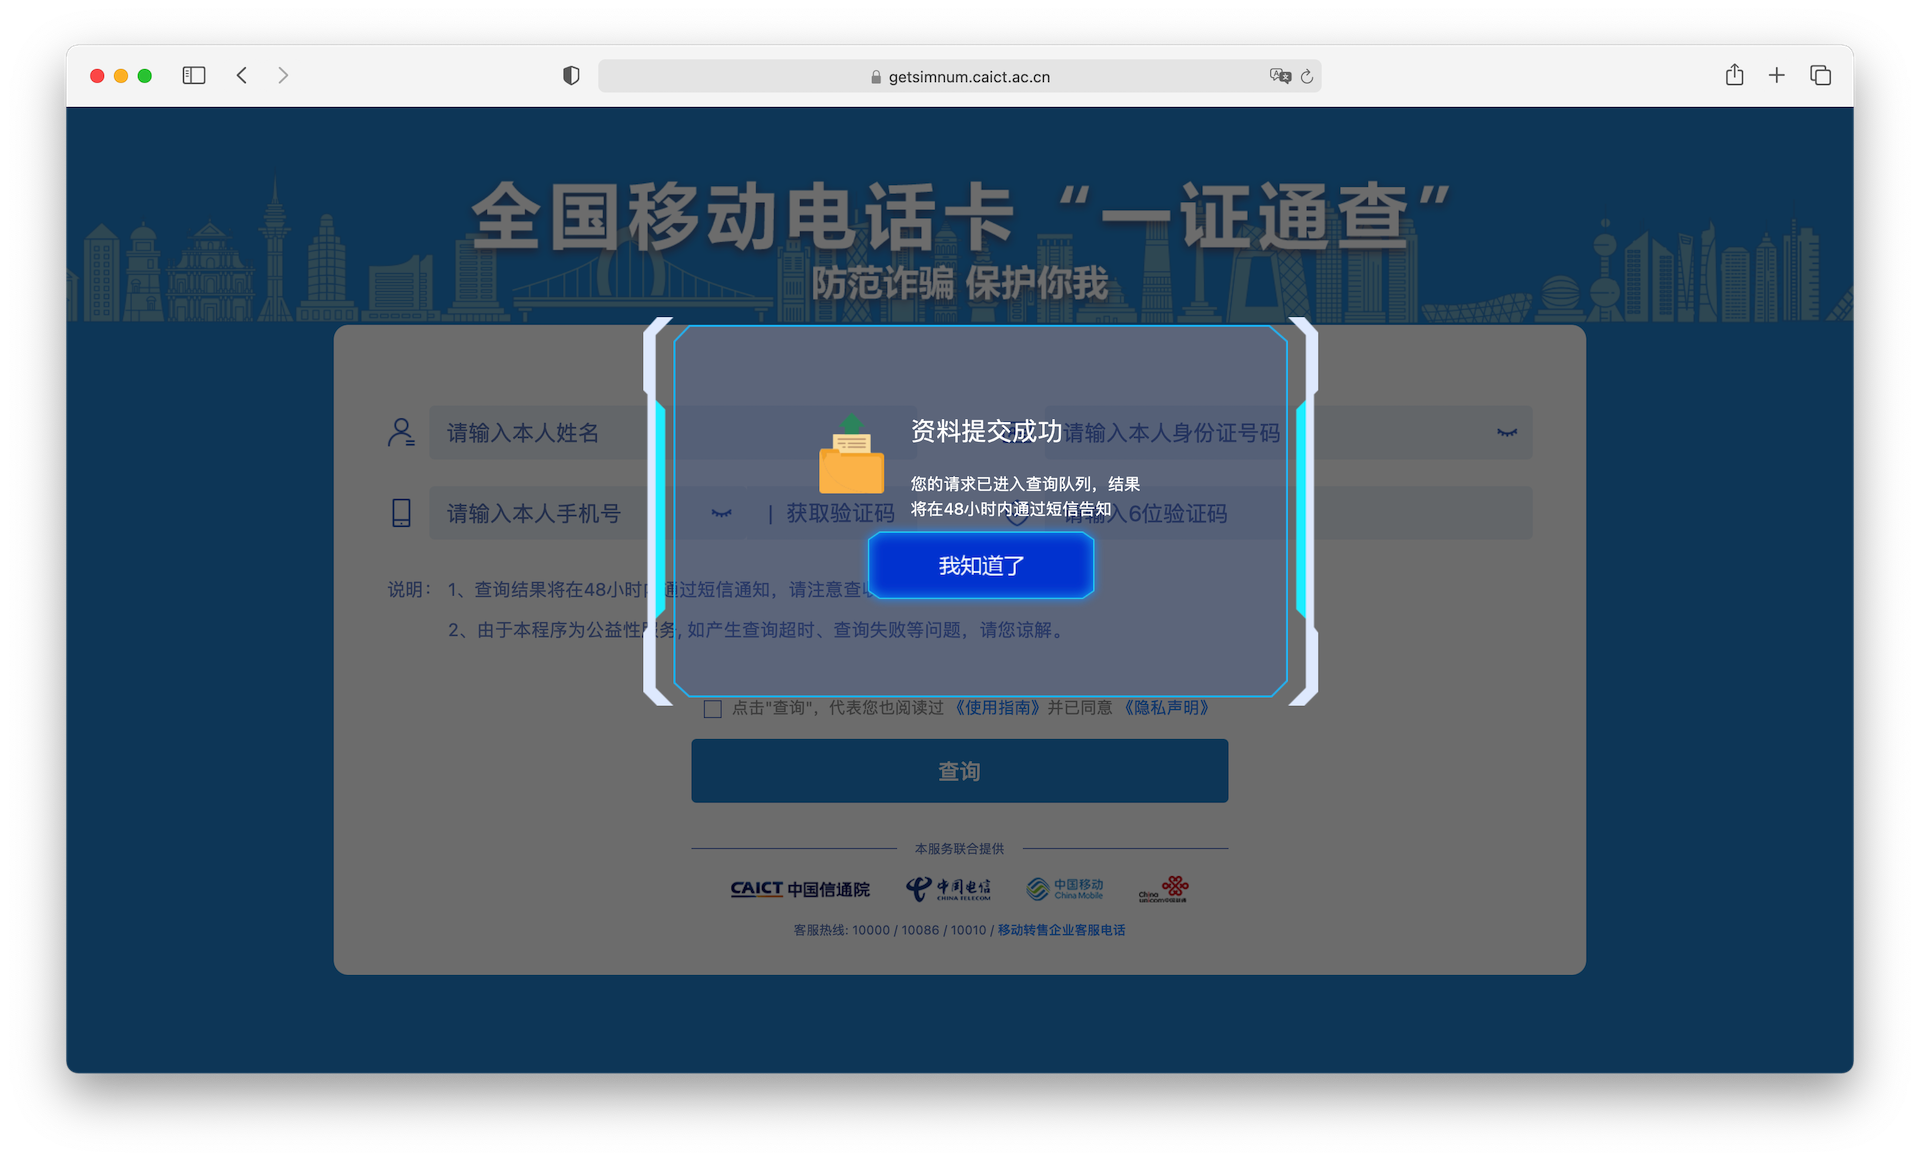 getsimnum.caict.ac.cn
全国移动电话卡“一证通查”
防范诈骗 保护你我
请输入本人姓名
请输入本人身份证号码
资料提交成功
您的请求已进入查询队列，结果
将在48小时内通过短信告知
请输入本人手机号
| 获取验证码
请输入6位验证码
我知道了
说明： 1、查询结果将在48小时内通过短信通知，请注意查收
2、由于本程序为公益性服务, 如产生查询超时、查询失败等问题，请您谅解。
点击"查询"，代表您也阅读过 《使用指南》并已同意 《隐私声明》
查询
本服务联合提供
CAICT 中国信通院
中国电信
CHINA TELECOM
中国移动
China Mobile
China
unicom中国联通
客服热线: 10000 / 10086 / 10010 / 移动转售企业客服电话